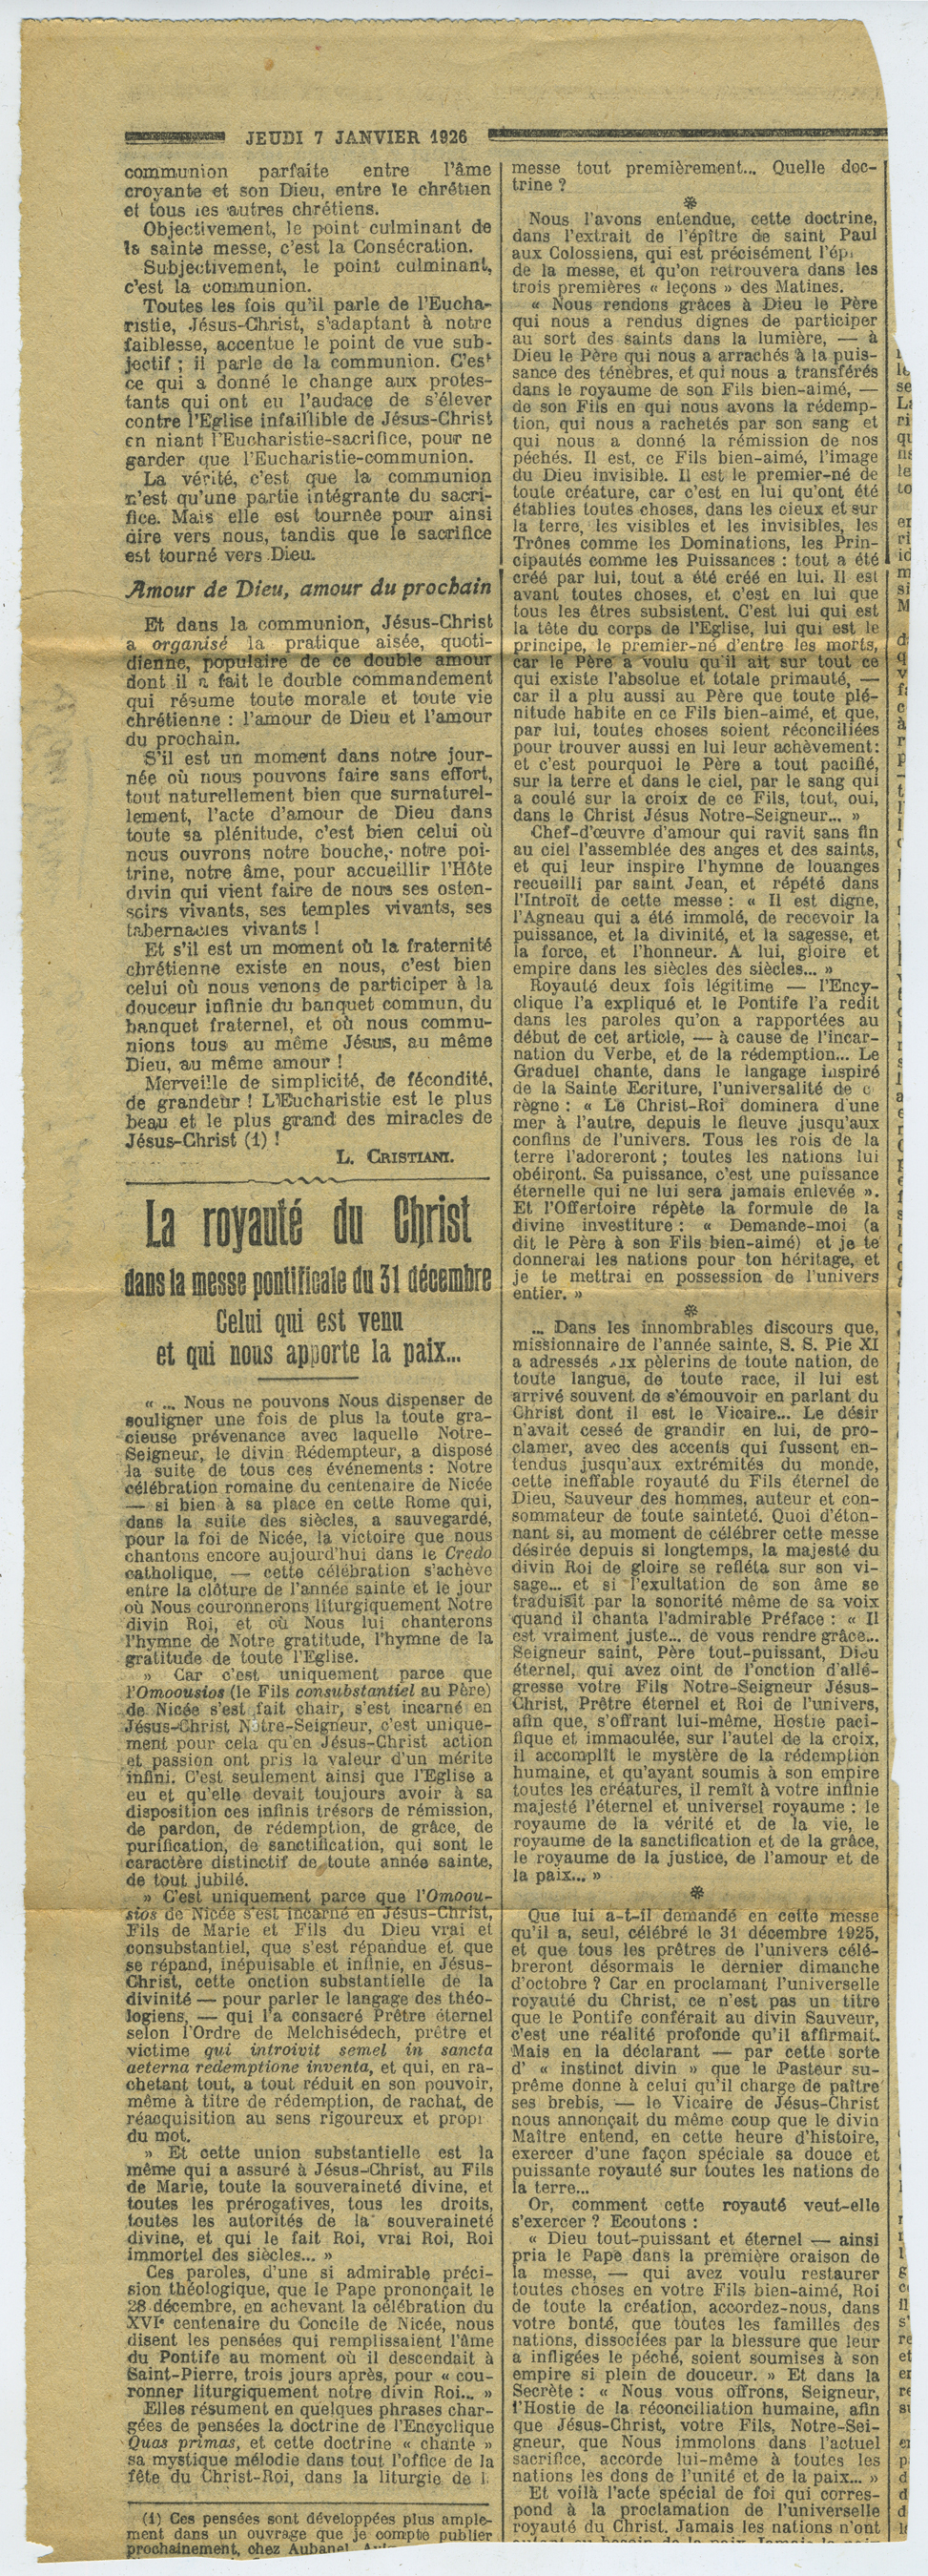 JEUDI 7 JANVIER 1926
communion parfaite entre l'âme
croyante et son Dieu, entre le chrétien
et tous les autres chrétiens.
Objectivement, le point culminant de
la sainte messe, c'est la Consécration.
Subjectivement, le point culminant,
c'est la communion.
Toutes les fois qu'il parle de l'Eucha-
ristie, Jésus-Christ, s'adaptant à notre
faiblesse, accentue le point de vue sub-
jectif ; il parle de la communion. C'est
ce qui a donné le change aux protes-
tants qui ont eu l'audace de s'élever
contre l'Eglise infaillible de Jésus-Christ
en niant l'Eucharistie-sacrifice, pour ne
garder que l'Eucharistie-communion.
La vérité, c'est que la communion
n'est qu'une partie intégrante du sacri-
fice. Mais elle est tournée pour ainsi
dire vers nous, tandis que le sacrifice
est tourné vers Dieu.
Amour de Dieu, amour du prochain
Et dans la communion, Jésus-Christ
a organisé la pratique aisée, quoti-
dienne, populaire de ce double amour
dont il a fait le double commandement
qui résume toute morale et toute vie
chrétienne : l'amour de Dieu et l'amour
du prochain.
S'il est un moment dans notre jour-
née où nous pouvons faire sans effort,
tout naturellement bien que surnaturel-
lement, l'acte d'amour de Dieu dans
toute sa plénitude, c'est bien celui où
nous ouvrons notre bouche, notre poi-
trine, notre âme, pour accueillir l'Hôte
divin qui vient faire de nous ses osten-
soirs vivants, ses temples vivants, ses
tabernacles vivants !
Et s'il est un moment où la fraternité
chrétienne existe en nous, c'est bien
celui où nous venons de participer à la
douceur infinie du banquet commun, du
banquet fraternel, et où nous commu-
nions tous au même Jésus, au même
Dieu, au même amour !
Merveille de simplicité, de fécondité,
de grandeur ! L'Eucharistie est le plus
beau et le plus grand des miracles de
Jésus-Christ (1) !
L. CRISTIANI.
La royauté du Christ
dans la messe pontificale du 31 décembre
Celui qui est venu
et qui nous apporte la paix...
« ... Nous ne pouvons Nous dispenser de
souligner une fois de plus la toute gra-
cieuse prévenance avec laquelle Notre-
Seigneur, le divin Rédempteur, a disposé
la suite de tous ces événements : Notre
célébration romaine du centenaire de Nicée
— si bien à sa place en cette Rome qui,
dans la suite des siècles, a sauvegardé,
pour la foi de Nicée, la victoire que nous
chantons encore aujourd'hui dans le Credo
catholique, — cette célébration s'achève
entre la clôture de l'année sainte et le jour
où Nous couronnerons liturgiquement Notre
divin Roi, et où Nous lui chanterons
l'hymne de Notre gratitude, l'hymne de la
gratitude de toute l'Eglise.
» Car c'est uniquement parce que
l'Omoousios (le Fils consubstantiel au Père)
de Nicée s'est fait chair, s'est incarné en
Jésus-Christ Notre-Seigneur, c'est unique-
ment pour cela qu'en Jésus-Christ action
et passion ont pris la valeur d'un mérite
infini. C'est seulement ainsi que l'Eglise a
eu et qu'elle devait toujours avoir à sa
disposition ces infinis trésors de rémission,
de pardon, de rédemption, de grâce, de
purification, de sanctification, qui sont le
caractère distinctif de toute année sainte,
de tout jubilé.
» C'est uniquement parce que l'Omoou-
sios de Nicée s'est incarné en Jésus-Christ,
Fils de Marie et Fils du Dieu vrai et
consubstantiel, que s'est répandue et que
se répand, inépuisable et infinie, en Jésus-
Christ, cette onction substantielle de la
divinité — pour parler le langage des théo-
logiens, — qui l'a consacré Prêtre éternel
selon l'Ordre de Melchisédech, prêtre et
victime qui introivit semel in sancta
aeterna redemptione inventa, et qui, en ra-
chetant tout, a tout réduit en son pouvoir,
même à titre de rédemption, de rachat, de
réacquisition au sens rigoureux et propr
du mot.
» Et cette union substantielle est la
même qui a assuré à Jésus-Christ, au Fils
de Marie, toute la souveraineté divine, et
toutes les prérogatives, tous les droits,
toutes les autorités de la souveraineté
divine, et qui le fait Roi, vrai Roi, Roi
immortel des siècles... »
Ces paroles, d'une si admirable préci-
sion théologique, que le Pape prononçait le
28 décembre, en achevant la célébration du
XVIe centenaire du Concile de Nicée, nous
disent les pensées qui remplissaient l'âme
du Pontife au moment où il descendait à
Saint-Pierre, trois jours après, pour « cou-
ronner liturgiquement notre divin Roi... »
Elles résument en quelques phrases char-
gées de pensées la doctrine de l'Encyclique
Quas primas, et cette doctrine « chante »
sa mystique mélodie dans tout l'office de la
fête du Christ-Roi, dans la liturgie de l
(1) Ces pensées sont développées plus ample-
ment dans un ouvrage que je compte publier
prochainement, chez Aubanel,
messe tout premièrement... Quelle doc-
trine ?
Nous l'avons entendue, cette doctrine,
dans l'extrait de l'épître de saint Paul
aux Colossiens, qui est précisément l'épî
de la messe, et qu'on retrouvera dans les
trois premières « leçons » des Matines.
« Nous rendons grâces à Dieu le Père
qui nous a rendus dignes de participer
au sort des saints dans la lumière, — à
Dieu le Père qui nous a arrachés à la puis-
sance des ténèbres, et qui nous a transférés
dans le royaume de son Fils bien-aimé, —
de son Fils en qui nous avons la rédemp-
tion, qui nous a rachetés par son sang et
qui nous a donné la rémission de nos
péchés. Il est, ce Fils bien-aimé, l'image
du Dieu invisible. Il est le premier-né de
toute créature, car c'est en lui qu'ont été
établies toutes choses, dans les cieux et sur
la terre, les visibles et les invisibles, les
Trônes comme les Dominations, les Prin-
cipautés comme les Puissances : tout a été
créé par lui, tout a été créé en lui. Il est
avant toutes choses, et c'est en lui que
tous les êtres subsistent. C'est lui qui est
la tête du corps de l'Eglise, lui qui est le
principe, le premier-né d'entre les morts,
car le Père a voulu qu'il ait sur tout ce
qui existe l'absolue et totale primauté, —
car il a plu aussi au Père que toute plé-
nitude habite en ce Fils bien-aimé, et que,
par lui, toutes choses soient réconciliées
pour trouver aussi en lui leur achèvement :
et c'est pourquoi le Père a tout pacifié,
sur la terre et dans le ciel, par le sang qui
a coulé sur la croix de ce Fils, tout, oui,
dans le Christ Jésus Notre-Seigneur... »
Chef-d'œuvre d'amour qui ravit sans fin
au ciel l'assemblée des anges et des saints,
et qui leur inspire l'hymne de louanges
recueilli par saint Jean, et répété dans
l'Introït de cette messe : « Il est digne,
l'Agneau qui a été immolé, de recevoir la
puissance, et la divinité, et la sagesse, et
la force, et l'honneur. A lui, gloire et
empire dans les siècles des siècles... »
Royauté deux fois légitime — l'Ency-
clique l'a expliqué et le Pontife l'a redit
dans les paroles qu'on a rapportées au
début de cet article, — à cause de l'incar-
nation du Verbe, et de la rédemption... Le
Graduel chante, dans le langage inspiré
de la Sainte Ecriture, l'universalité de c
règne : « Le Christ-Roi dominera d'une
mer à l'autre, depuis le fleuve jusqu'aux
confins de l'univers. Tous les rois de la
terre l'adoreront ; toutes les nations lui
obéiront. Sa puissance, c'est une puissance
éternelle qui ne lui sera jamais enlevée ».
Et l'Offertoire répète la formule de la
divine investiture : « Demande-moi (a
dit le Père à son Fils bien-aimé) et je te
donnerai les nations pour ton héritage, et
je te mettrai en possession de l'univers
entier. »
... Dans les innombrables discours que,
missionnaire de l'année sainte, S. S. Pie XI
a adressés aux pèlerins de toute nation, de
toute langue, de toute race, il lui est
arrivé souvent de s'émouvoir en parlant du
Christ dont il est le Vicaire... Le désir
n'avait cessé de grandir en lui, de pro-
clamer, avec des accents qui fussent en-
tendus jusqu'aux extrémités du monde,
cette ineffable royauté du Fils éternel de
Dieu, Sauveur des hommes, auteur et con-
sommateur de toute sainteté. Quoi d'éton-
nant si, au moment de célébrer cette messe
désirée depuis si longtemps, la majesté du
divin Roi de gloire se refléta sur son vi-
sage... et si l'exultation de son âme se
traduisit par la sonorité même de sa voix
quand il chanta l'admirable Préface : « Il
est vraiment juste... de vous rendre grâce...
Seigneur saint, Père tout-puissant, Dieu
éternel, qui avez oint de l'onction d'allé-
gresse votre Fils Notre-Seigneur Jésus-
Christ, Prêtre éternel et Roi de l'univers,
afin que, s'offrant lui-même, Hostie paci-
fique et immaculée, sur l'autel de la croix,
il accomplît le mystère de la rédemption
humaine, et qu'ayant soumis à son empire
toutes les créatures, il remît à votre infinie
majesté l'éternel et universel royaume : le
royaume de la vérité et de la vie, le
royaume de la sanctification et de la grâce,
le royaume de la justice, de l'amour et de
la paix... »
Que lui a-t-il demandé en cette messe
qu'il a, seul, célébré le 31 décembre 1925,
et que tous les prêtres de l'univers célé-
breront désormais le dernier dimanche
d'octobre ? Car en proclamant l'universelle
royauté du Christ, ce n'est pas un titre
que le Pontife conférait au divin Sauveur,
c'est une réalité profonde qu'il affirmait.
Mais en la déclarant — par cette sorte
d' « instinct divin » que le Pasteur su-
prême donne à celui qu'il charge de paître
ses brebis, — le Vicaire de Jésus-Christ
nous annonçait du même coup que le divin
Maître entend, en cette heure d'histoire,
exercer d'une façon spéciale sa douce et
puissante royauté sur toutes les nations de
la terre...
Or, comment cette royauté veut-elle
s'exercer ? Ecoutons :
« Dieu tout-puissant et éternel — ainsi
pria le Pape dans la première oraison de
la messe, — qui avez voulu restaurer
toutes choses en votre Fils bien-aimé, Roi
de toute la création, accordez-nous, dans
votre bonté, que toutes les familles des
nations, dissociées par la blessure que leur
a infligées le péché, soient soumises à son
empire si plein de douceur. » Et dans la
Secrète : « Nous vous offrons, Seigneur,
l'Hostie de la réconciliation humaine, afin
que Jésus-Christ, votre Fils, Notre-Sei-
gneur, que Nous immolons dans l'actuel
sacrifice, accorde lui-même à toutes les
nations les dons de l'unité et de la paix... »
Et voilà l'acte spécial de foi qui corres-
pond à la proclamation de l'universelle
royauté du Christ. Jamais les nations n'ont